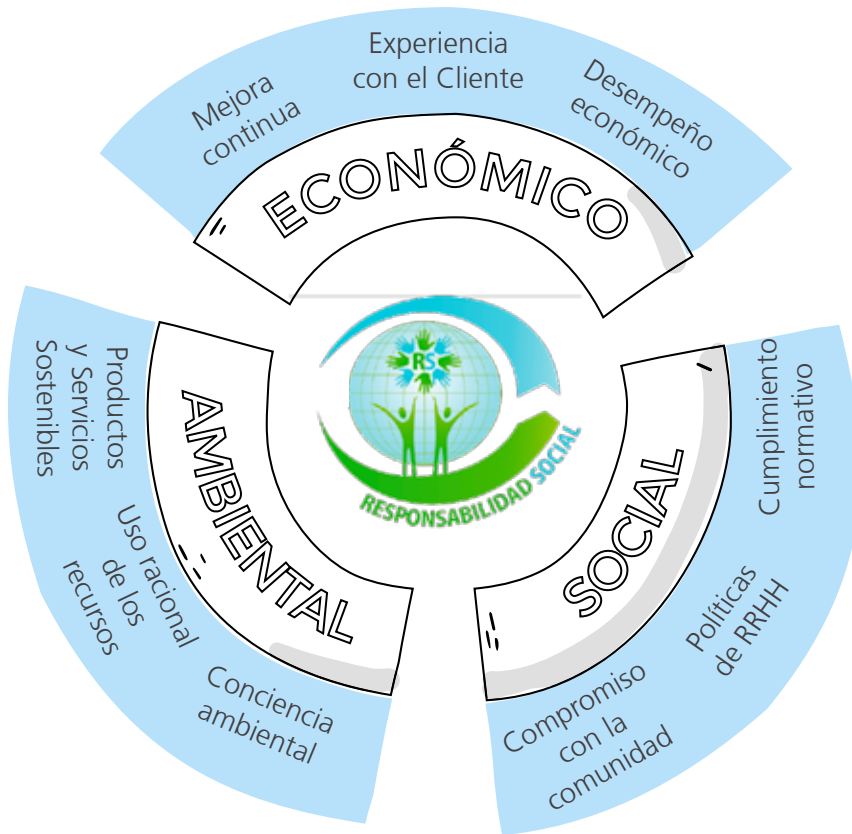 Mejora
continua
Experiencia
con el Cliente
Desempeño
económico
ECONÓMICO
Productos
y Servicios
Sostenibles
Uso racional
de los
recursos
Conciencia
ambiental
AMBIENTAL
RS
RESPONSABILIDAD SOCIAL
SOCIAL
Cumplimiento
normativo
Políticas
de RRHH
Compromiso
con la
comunidad